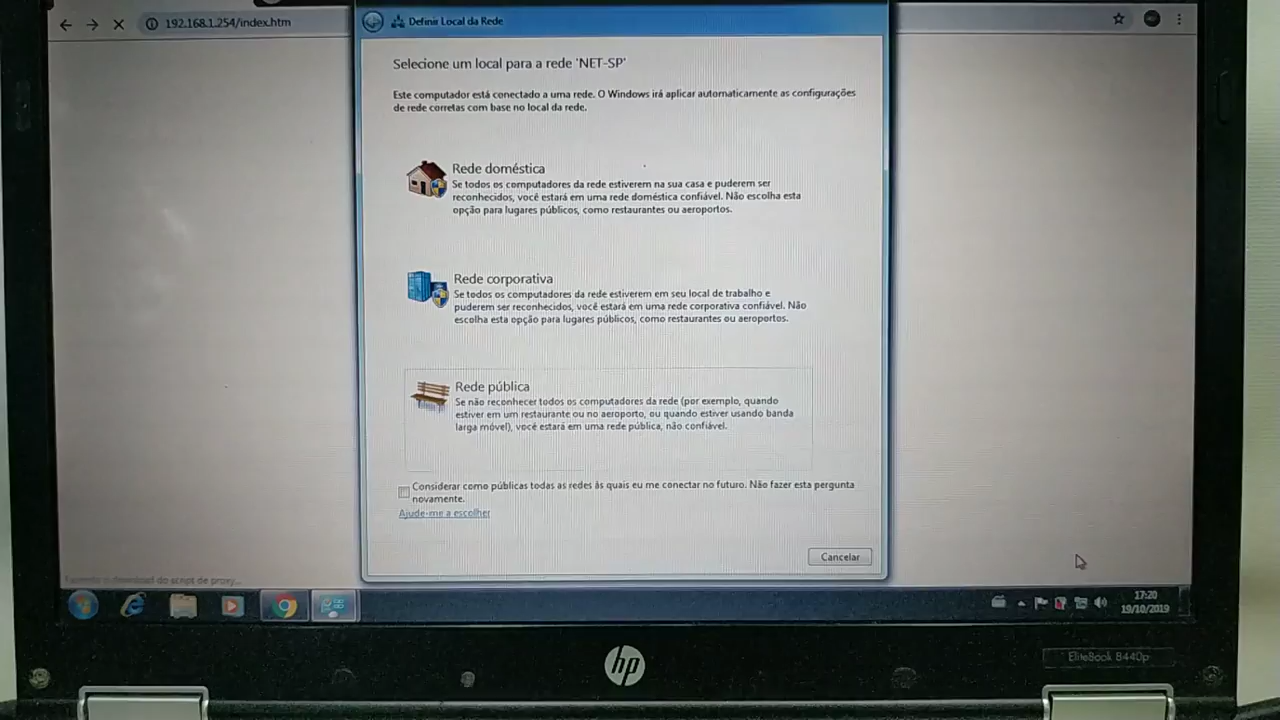 192.168.1.254/index.htm
Definir Local da Rede
Selecione um local para a rede 'NET-SP'
Este computador está conectado a uma rede. O Windows irá aplicar automaticamente as configurações
de rede corretas com base no local da rede.
Rede doméstica
Se todos os computadores da rede estiverem na sua casa e puderem ser
reconhecidos, você estará em uma rede doméstica confiável. Não escolha esta
opção para lugares públicos, como restaurantes ou aeroportos.
Rede corporativa
Se todos os computadores da rede estiverem em seu local de trabalho e
puderem ser reconhecidos, você estará em uma rede corporativa confiável. Não
escolha esta opção para lugares públicos, como restaurantes ou aeroportos.
Rede pública
Se não reconhecer todos os computadores da rede (por exemplo, quando
estiver em um restaurante ou no aeroporto, ou quando estiver usando banda
larga móvel), você estará em uma rede pública, não confiável.
Considerar como públicas todas as redes às quais eu me conectar no futuro. Não fazer esta pergunta
novamente.
Ajude-me a escolher
Cancelar
download do script de proxy...
17:20
19/10/2019
hp
EliteBook 8440p